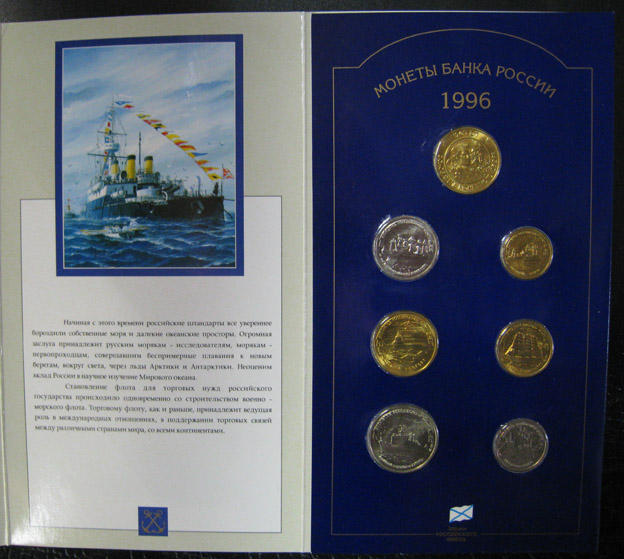 Начиная с этого времени российские штандарты все увереннее
бороздили собственные моря и далекие океанские просторы. Огромная
заслуга принадлежит русским морякам - исследователям, морякам -
первопроходцам, совершавшим беспримерные плавания к новым
берегам, вокруг света, через льды Арктики и Антарктики. Неоценим
вклад России в научное изучение Мирового океана.
Становление флота для торговых нужд российского
государства происходило одновременно со строительством военно -
морского флота. Торговому флоту, как и раньше, принадлежит ведущая
роль в международных отношениях, в поддержании торговых связей
между различными странами мира, со всеми континентами.
МОНЕТЫ БАНКА РОССИИ
1996
РОССИЙСКОГО
ФЛОТА